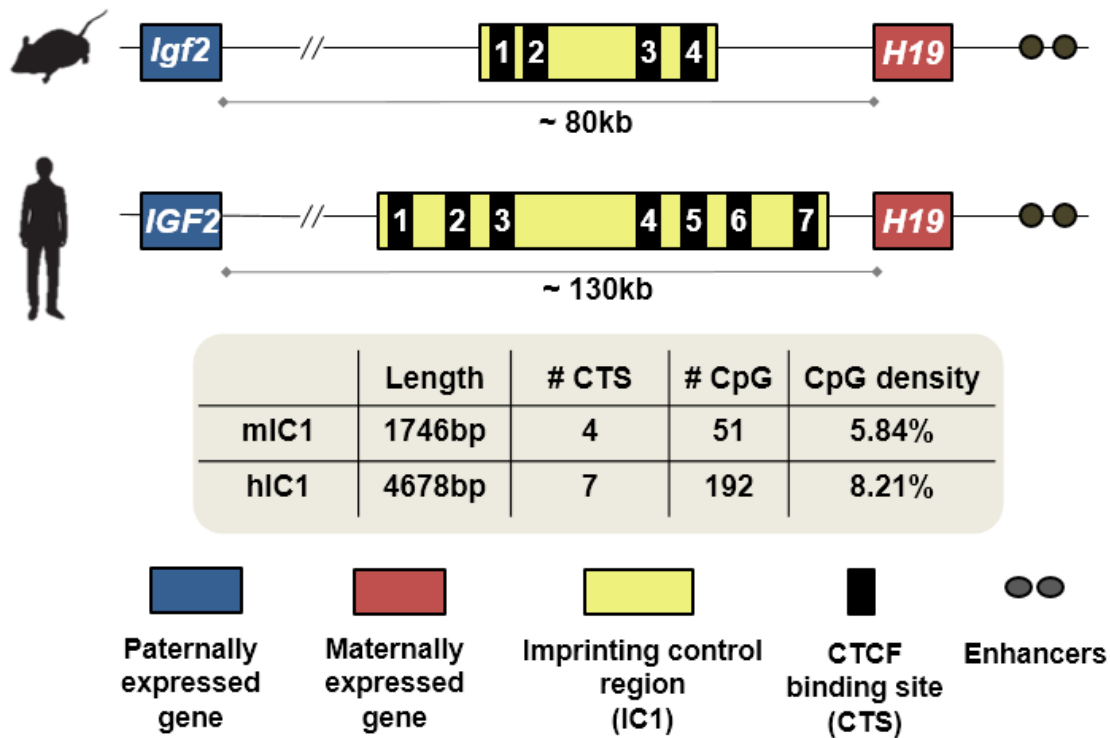 Igf2 // 1 2 3 4 H19
~ 80kb
IGF2 // 1 2 3 4 5 6 7 H19
~ 130kb
Length # CTS # CpG CpG density
mIC1 1746bp 4 51 5.84%
hIC1 4678bp 7 192 8.21%
Paternally
expressed
gene
Maternally
expressed
gene
Imprinting control
region
(IC1)
CTCF
binding site
(CTS)
Enhancers